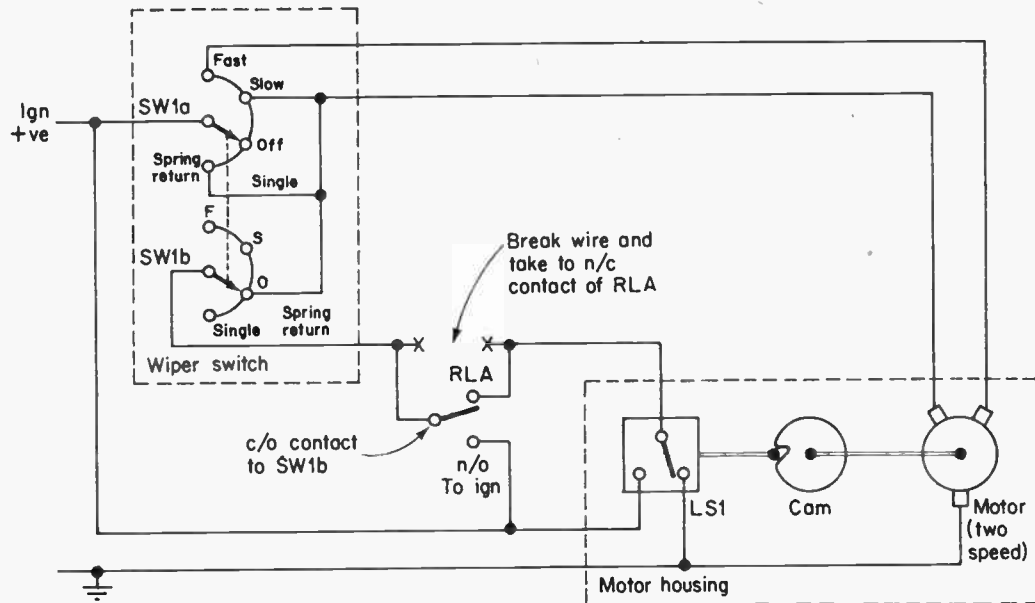 Fast
Slow
Ign
+ve
SW1a
Off
Spring
return
Single
F
S
SW1b
O
Spring
return
Single
Wiper switch
Break wire and
take to n/c
contact of RLA
RLA
c/o contact
to SW1b
n/o
To ign
LS1
Cam
Motor
(two
speed)
Motor housing